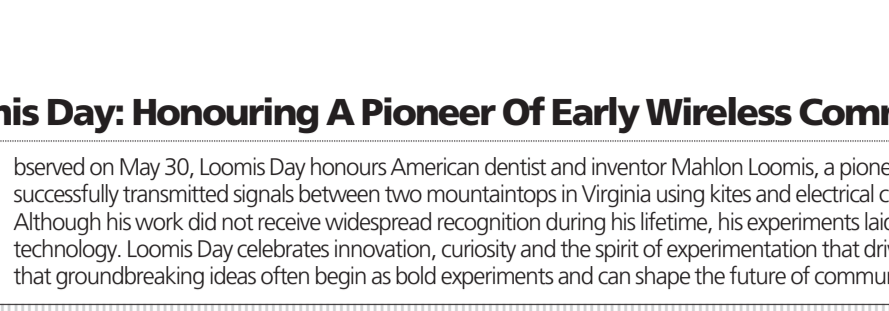 mis Day: Honouring A Pioneer Of Early Wireless Comm
bserved on May 30, Loomis Day honours American dentist and inventor Mahlon Loomis, a pione
successfully transmitted signals between two mountaintops in Virginia using kites and electrical c
Although his work did not receive widespread recognition during his lifetime, his experiments laid
technology. Loomis Day celebrates innovation, curiosity and the spirit of experimentation that driv
that groundbreaking ideas often begin as bold experiments and can shape the future of commun